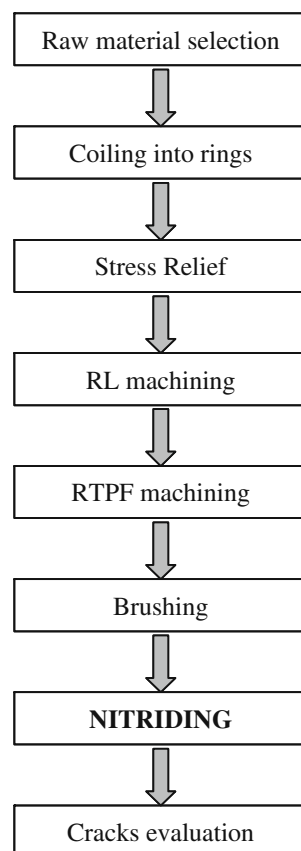 Raw material selection
Coiling into rings
Stress Relief
RL machining
RTPF machining
Brushing
NITRIDING
Cracks evaluation